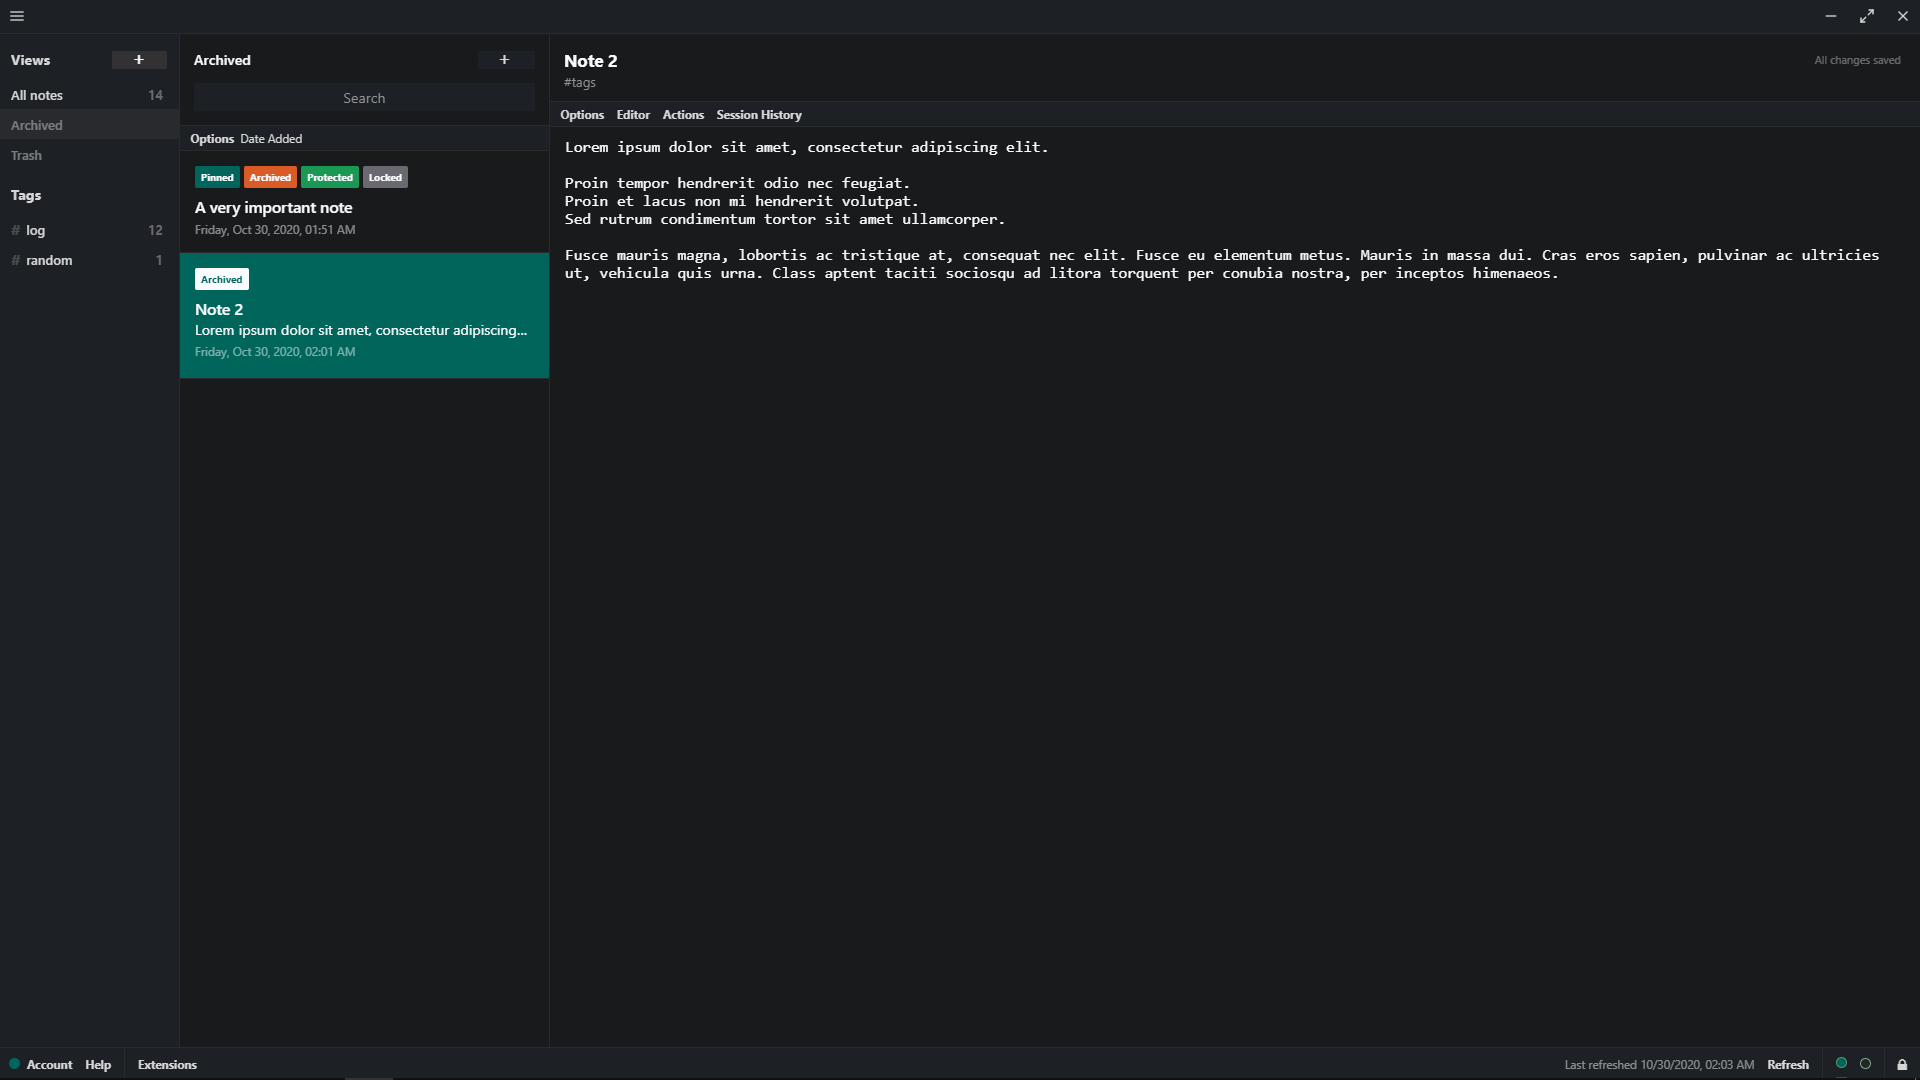 Views
+
All notes 14
Archived
Trash
Tags
# log 12
# random 1
Archived
+
Search
Options Date Added
Pinned Archived Protected Locked
A very important note
Friday, Oct 30, 2020, 01:51 AM
Archived
Note 2
Lorem ipsum dolor sit amet, consectetur adipiscing...
Friday, Oct 30, 2020, 02:01 AM
Note 2
All changes saved
#tags
Options Editor Actions Session History
Lorem ipsum dolor sit amet, consectetur adipiscing elit.
Proin tempor hendrerit odio nec feugiat.
Proin et lacus non mi hendrerit volutpat.
Sed rutrum condimentum tortor sit amet ullamcorper.
Fusce mauris magna, lobortis ac tristique at, consequat nec elit. Fusce eu elementum metus. Mauris in massa dui. Cras eros sapien, pulvinar ac ultricies
ut, vehicula quis urna. Class aptent taciti sociosqu ad litora torquent per conubia nostra, per inceptos himenaeos.
Account Help Extensions
Last refreshed 10/30/2020, 02:03 AM Refresh